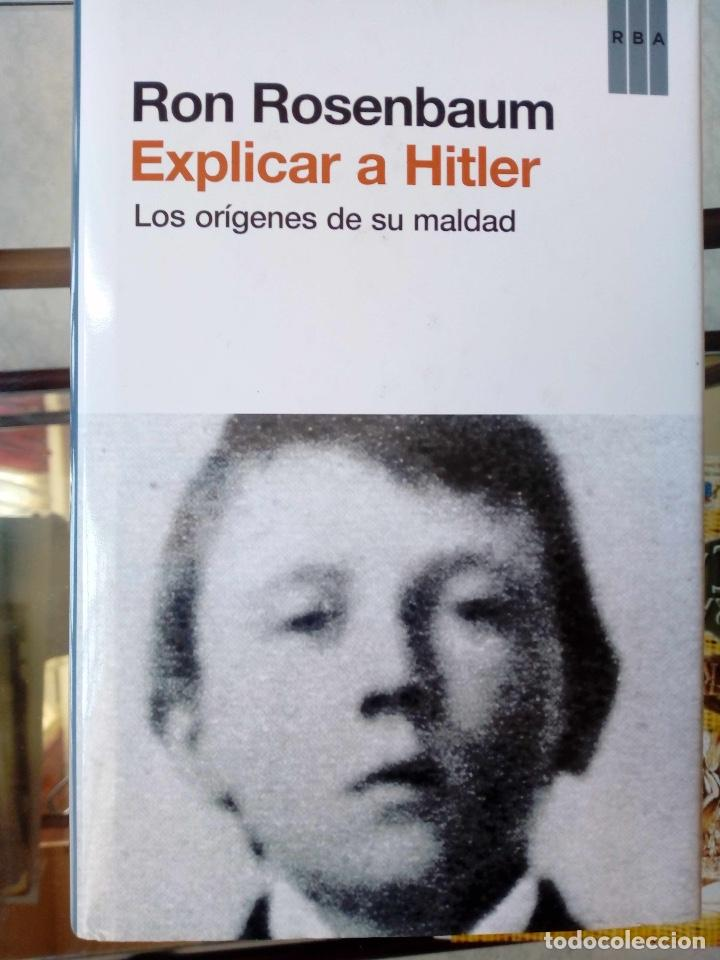 RBA
Ron Rosenbaum
Explicar a Hitler
Los orígenes de su maldad
todocoleccion